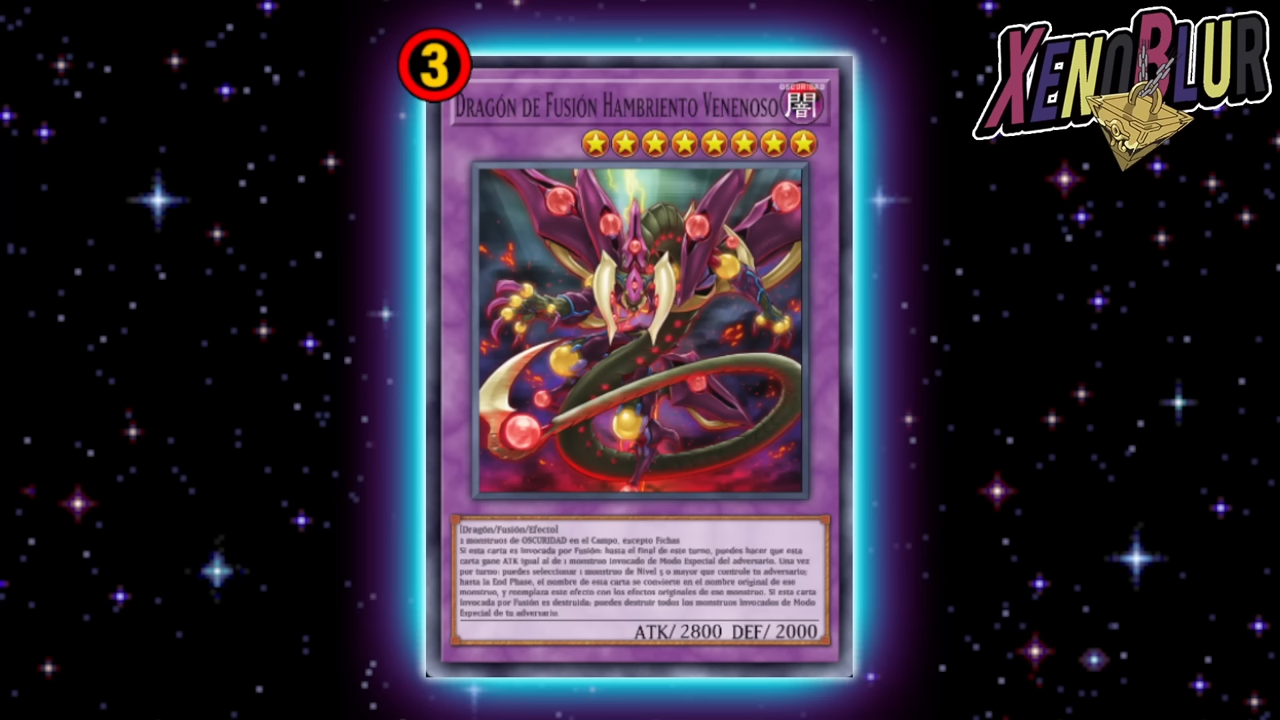 XENOBLUR
3
DRAGÓN DE FUSIÓN HAMBRIENTO VENENOSO
OSCURIDAD
闇
[Dragón/Fusión/Efecto]
2 monstruos de OSCURIDAD en el Campo, excepto Fichas
Si esta carta es Invocada por Fusión: hasta el final de este turno, puedes hacer que esta
carta gane ATK igual al de 1 monstruo Invocado de Modo Especial del adversario. Una vez
por turno: puedes seleccionar 1 monstruo de Nivel 5 o mayor que controle tu adversario;
hasta la End Phase, el nombre de esta carta se convierte en el nombre original de ese
monstruo, y reemplaza este efecto con los efectos originales de ese monstruo. Si esta carta
Invocada por Fusión es destruida: puedes destruir todos los monstruos Invocados de Modo
Especial de tu adversario
ATK/ 2800 DEF/ 2000